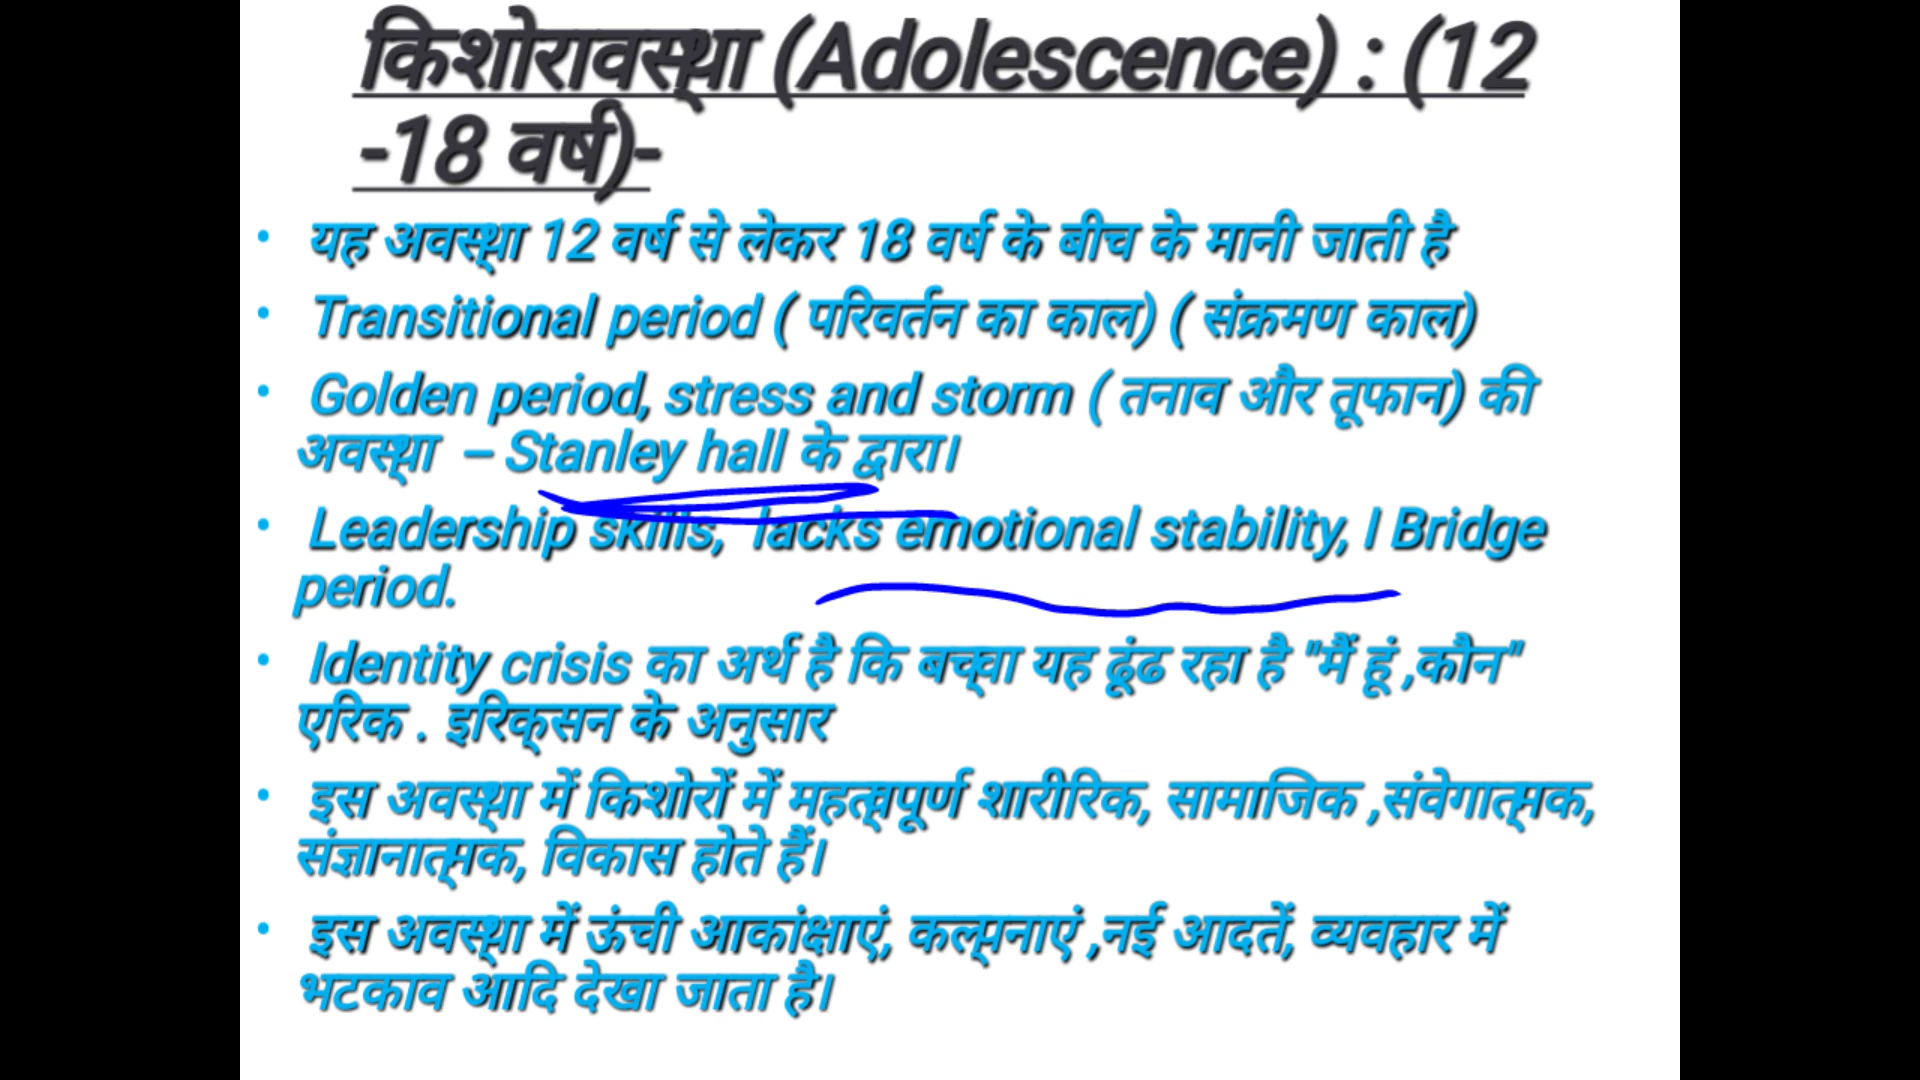 किशोरावस्था (Adolescence) : (12
-18 वर्ष)-
• यह अवस्था 12 वर्ष से लेकर 18 वर्ष के बीच के मानी जाती है
• Transitional period ( परिवर्तन का काल) ( संक्रमण काल)
• Golden period, stress and storm ( तनाव और तूफान) की
अवस्था – Stanley hall के द्वारा।
• Leadership skills, lacks emotional stability, I Bridge
period.
• Identity crisis का अर्थ है कि बच्चा यह ढूंढ रहा है "मैं हूं ,कौन"
एरिक . इरिक्सन के अनुसार
• इस अवस्था में किशोरों में महत्वपूर्ण शारीरिक, सामाजिक ,संवेगात्मक,
संज्ञानात्मक, विकास होते हैं।
• इस अवस्था में ऊंची आकांक्षाएं, कल्पनाएं ,नई आदतें, व्यवहार में
भटकाव आदि देखा जाता है।